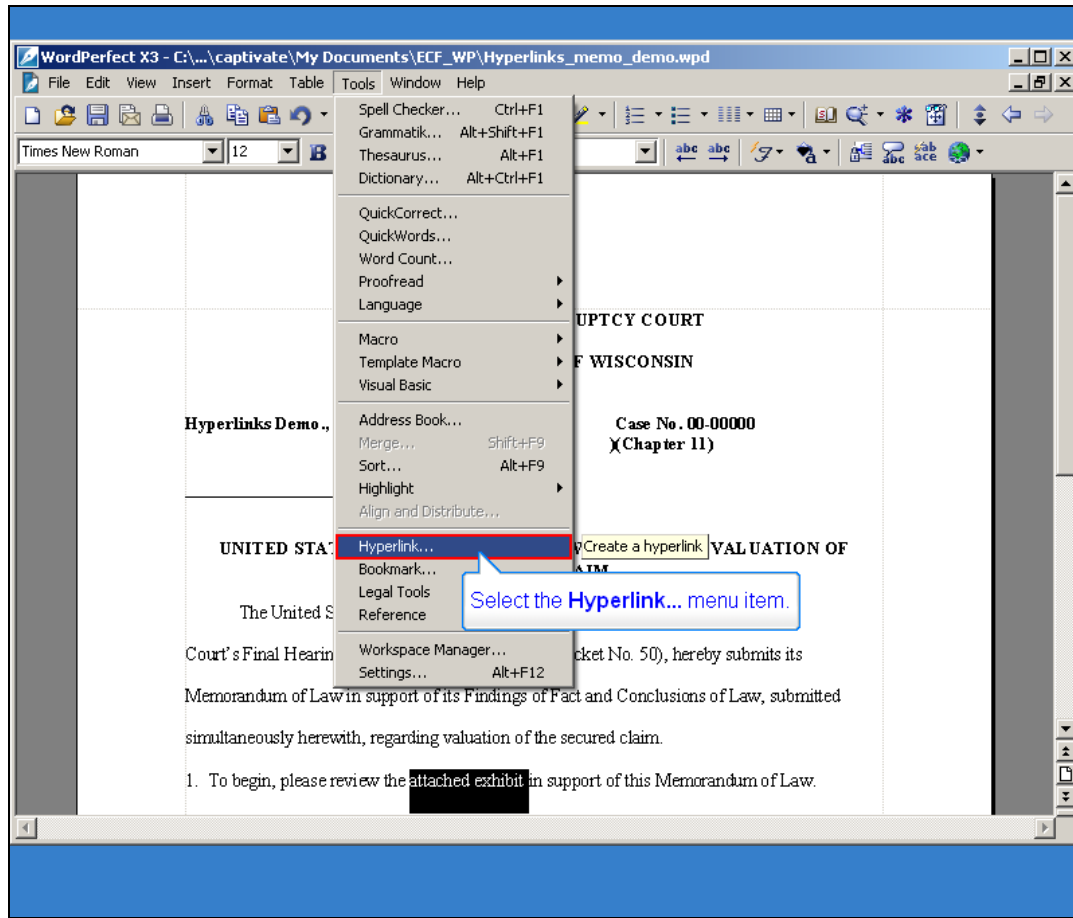 WordPerfect X3 - C:\...\captivate\My Documents\ECF_WP\Hyperlinks_memo_demo.wpd
File Edit View Insert Format Table Tools Window Help
Times New Roman 12 B
Spell Checker... Ctrl+F1
Grammatik... Alt+Shift+F1
Thesaurus... Alt+F1
Dictionary... Alt+Ctrl+F1
QuickCorrect...
QuickWords...
Word Count...
Proofread
Language
Macro
Template Macro
Visual Basic
Address Book...
Merge... Shift+F9
Sort... Alt+F9
Highlight
Align and Distribute...
Hyperlink...
Bookmark...
Legal Tools
Reference
Workspace Manager...
Settings... Alt+F12
Create a hyperlink
Select the Hyperlink... menu item.
UPTCY COURT
F WISCONSIN
Hyperlinks Demo., Case No. 00-00000
)(Chapter 11)
UNITED STA VALUATION OF
The United S
Court's Final Hearin cket No. 50), hereby submits its
Memorandum of Law in support of its Findings of Fact and Conclusions of Law, submitted
simultaneously herewith, regarding valuation of the secured claim.
1. To begin, please review the attached exhibit in support of this Memorandum of Law.